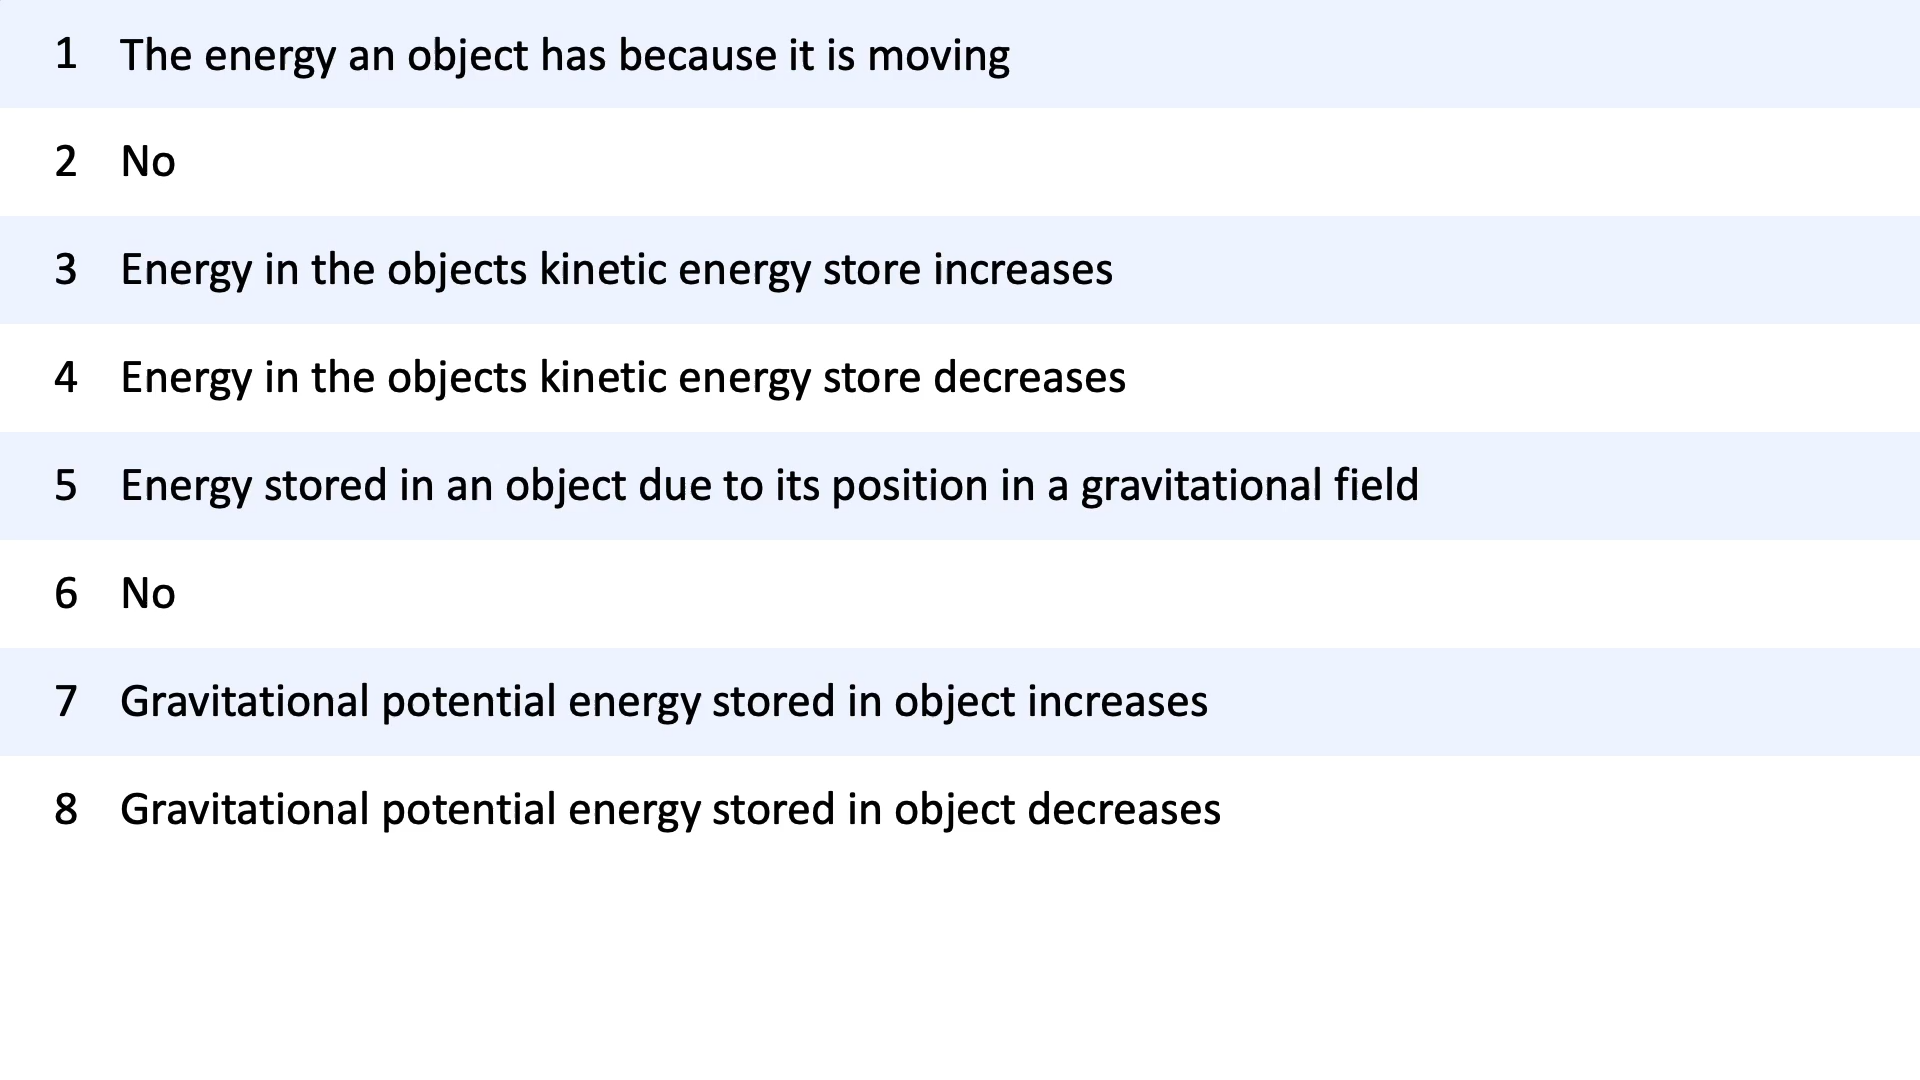 1 The energy an object has because it is moving
2 No
3 Energy in the objects kinetic energy store increases
4 Energy in the objects kinetic energy store decreases
5 Energy stored in an object due to its position in a gravitational field
6 No
7 Gravitational potential energy stored in object increases
8 Gravitational potential energy stored in object decreases